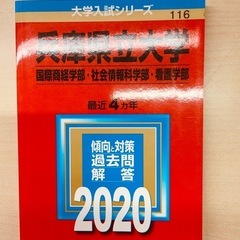 大学入試シリーズ
116
兵庫県立大学
国際商経学部・社会情報科学部・看護学部
最近4カ年
傾向と対策
過去問
解答
2020